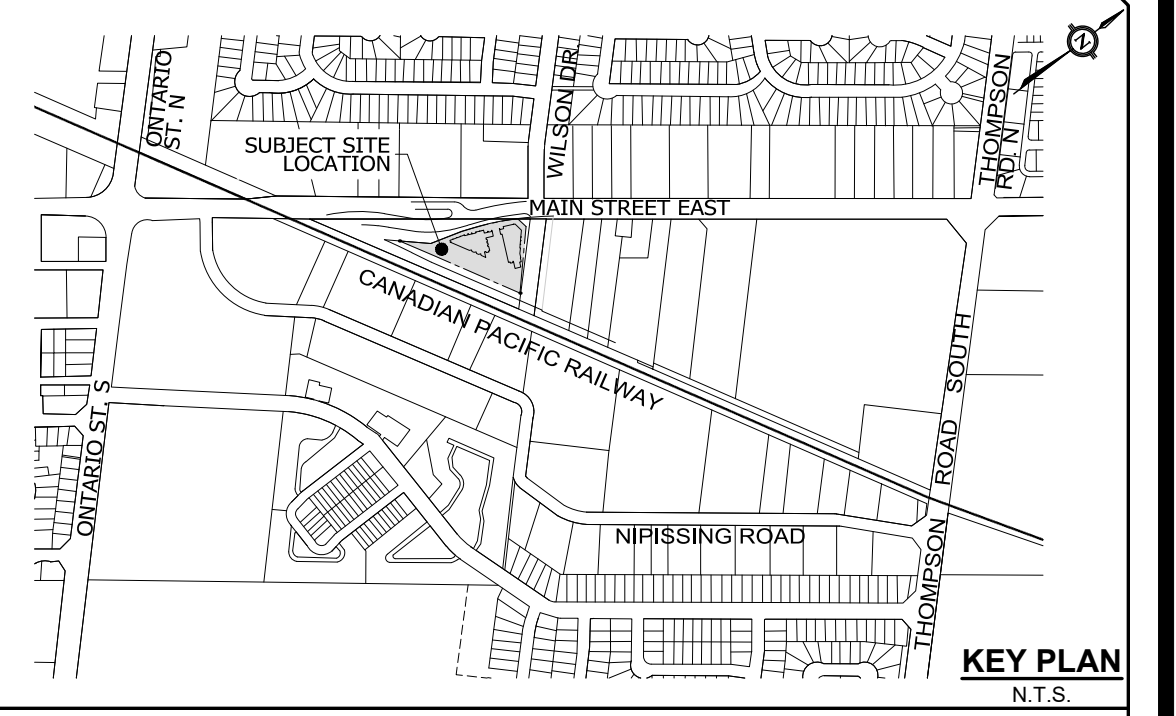 N
ONTARIO
ST. N
SUBJECT SITE
LOCATION
WILSON DR.
THOMPSON
RD. N
MAIN STREET EAST
CANADIAN PACIFIC RAILWAY
ONTARIO ST. S
THOMPSON ROAD SOUTH
NIPISSING ROAD
KEY PLAN
N.T.S.